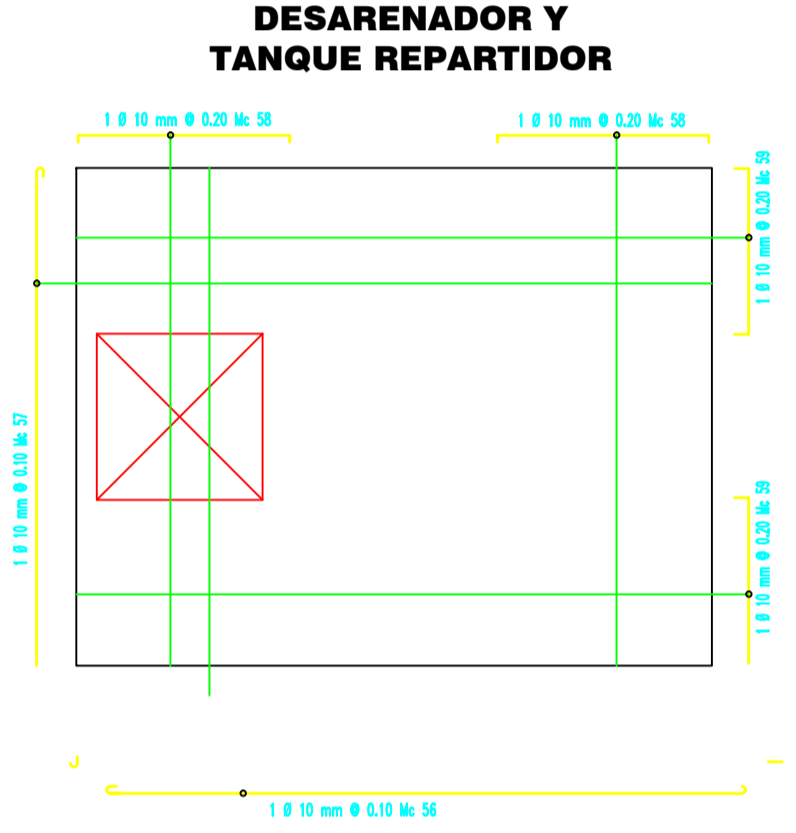 DESARENADOR Y
TANQUE REPARTIDOR
1 Ø 10 mm @ 0.20 Mc 58
1 Ø 10 mm @ 0.20 Mc 58
1 Ø 10 mm @ 0.20 Mc 59
1 Ø 10 mm @ 0.10 Mc 57
1 Ø 10 mm @ 0.20 Mc 59
1 Ø 10 mm @ 0.10 Mc 56